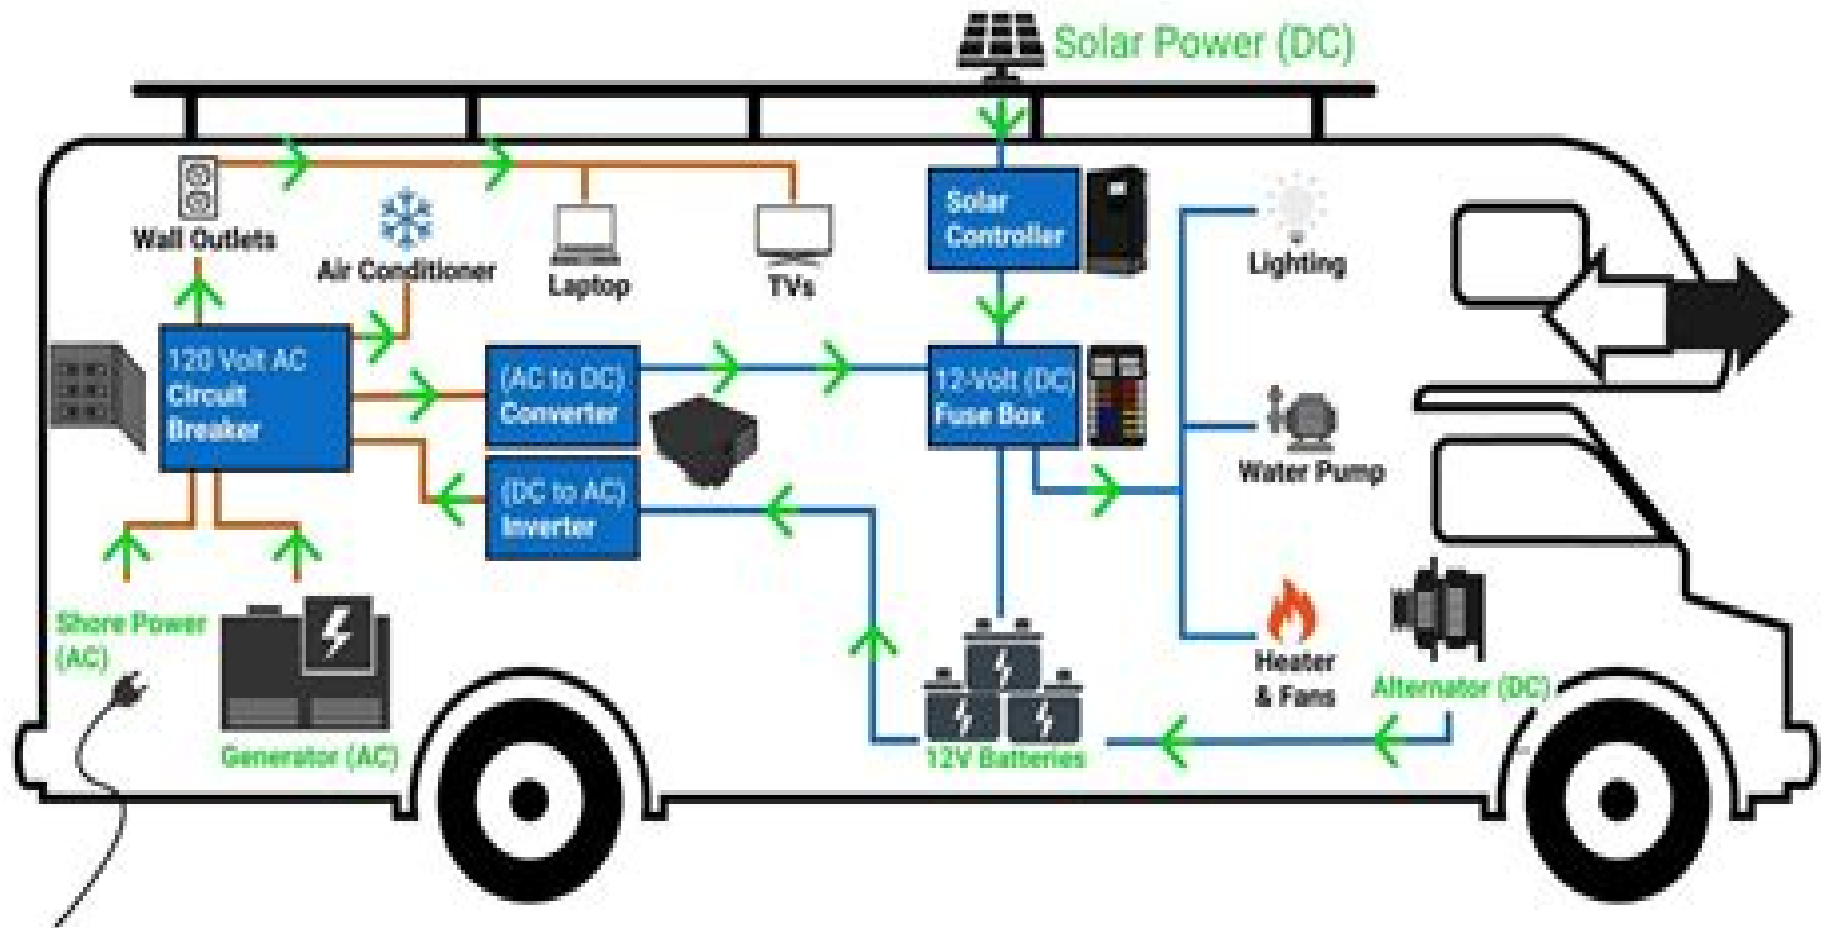 Solar Power (DC)
Wall Outlets
Air Conditioner
Laptop
TVs
Solar
Controller
Lighting
120 Volt AC
Circuit
Breaker
(AC to DC)
Converter
12-Volt (DC)
Fuse Box
(DC to AC)
Inverter
Water Pump
Shore Power
(AC)
Generator (AC)
12V Batteries
Heater
& Fans
Alternator (DC)